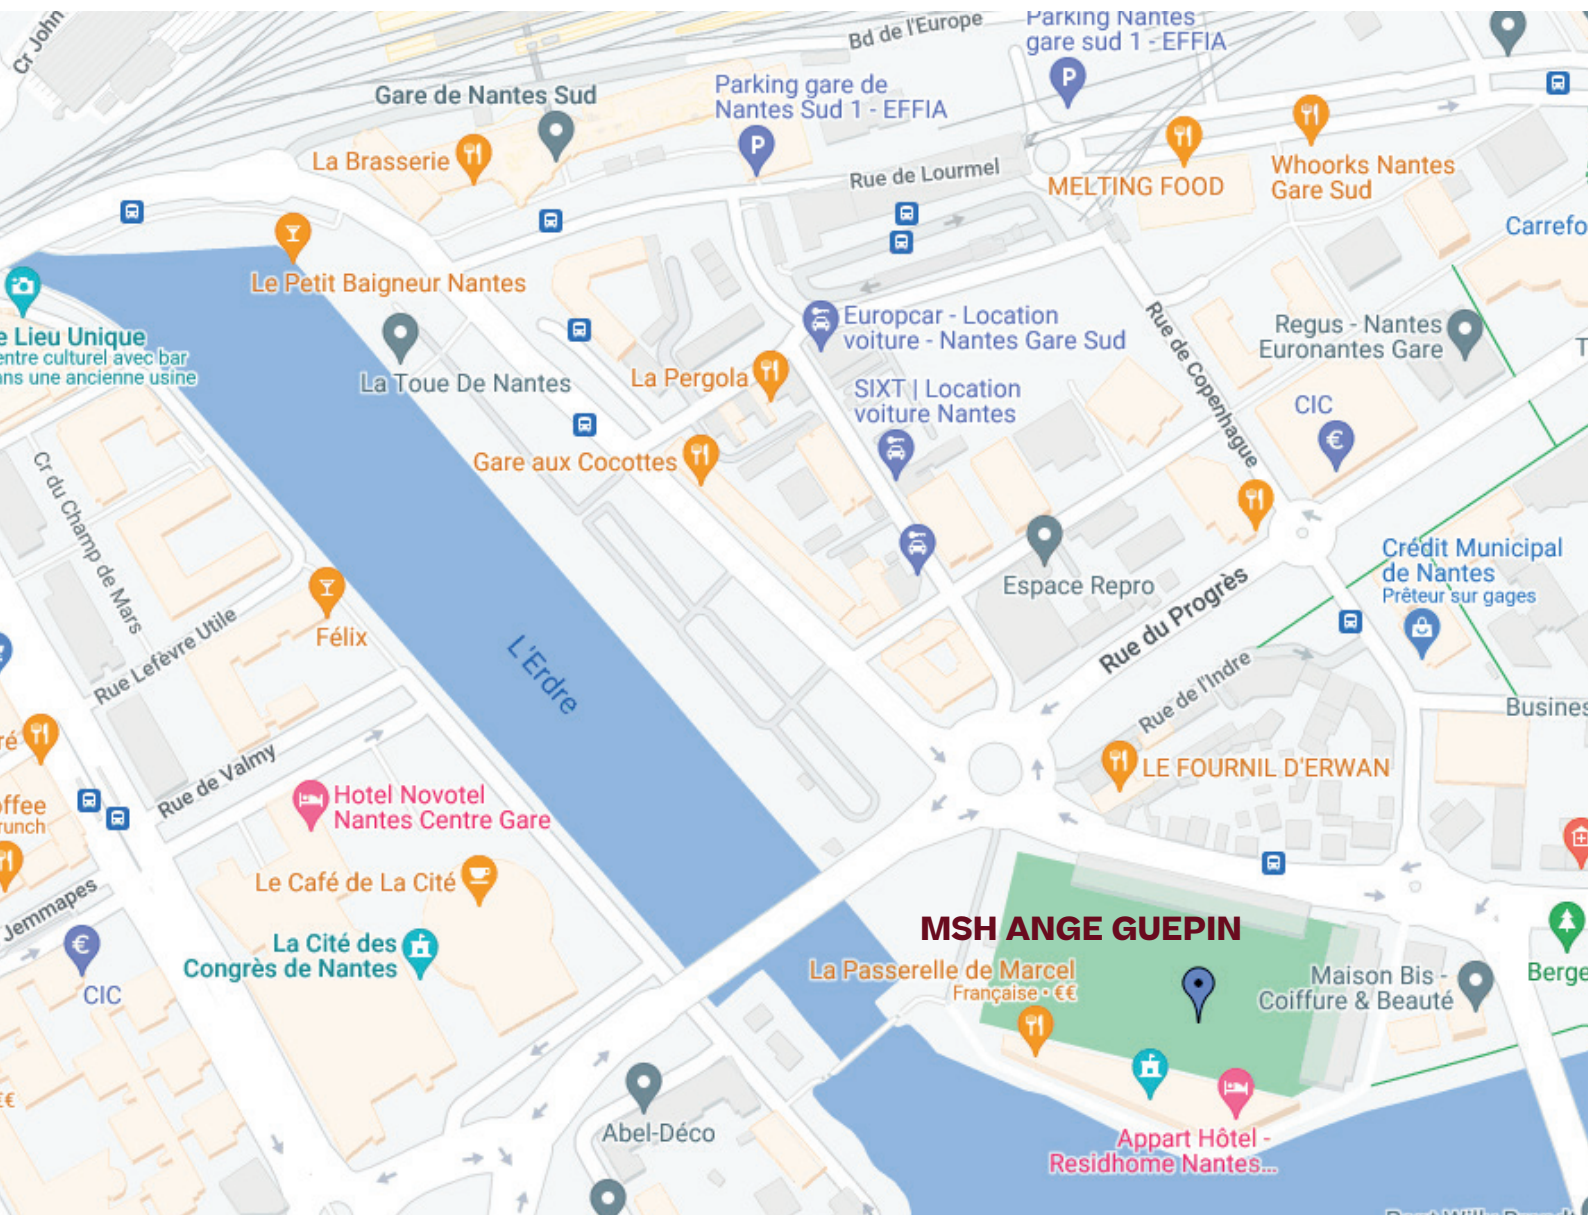 Cr John
Bd de l'Europe
Parking Nantes
gare sud 1 - EFFIA
Gare de Nantes Sud
Parking gare de
Nantes Sud 1 - EFFIA
P
P
La Brasserie
Rue de Lourmel
MELTING FOOD
Whoorks Nantes
Gare Sud
Carrefo
Le Petit Baigneur Nantes
e Lieu Unique
entre culturel avec bar
ans une ancienne usine
La Toue De Nantes
La Pergola
Europcar - Location
voiture - Nantes Gare Sud
Rue de Copenhague
Regus - Nantes
Euronantes Gare
T
SIXT | Location
voiture Nantes
CIC
€
Gare aux Cocottes
Cr du Champ de Mars
Espace Repro
Crédit Municipal
de Nantes
Prêteur sur gages
Rue du Progrès
Félix
Rue Lefèvre Utile
L'Erdre
Rue de l'Indre
Busines
ré
Rue de Valmy
LE FOURNIL D'ERWAN
Hotel Novotel
Nantes Centre Gare
offee
runch
Le Café de La Cité
Jemmapes
MSH ANGE GUEPIN
La Cité des
Congrès de Nantes
€
CIC
La Passerelle de Marcel
Française • €€
Maison Bis -
Coiffure & Beauté
Berge
€€
Abel-Déco
Appart Hôtel -
Residhome Nantes...